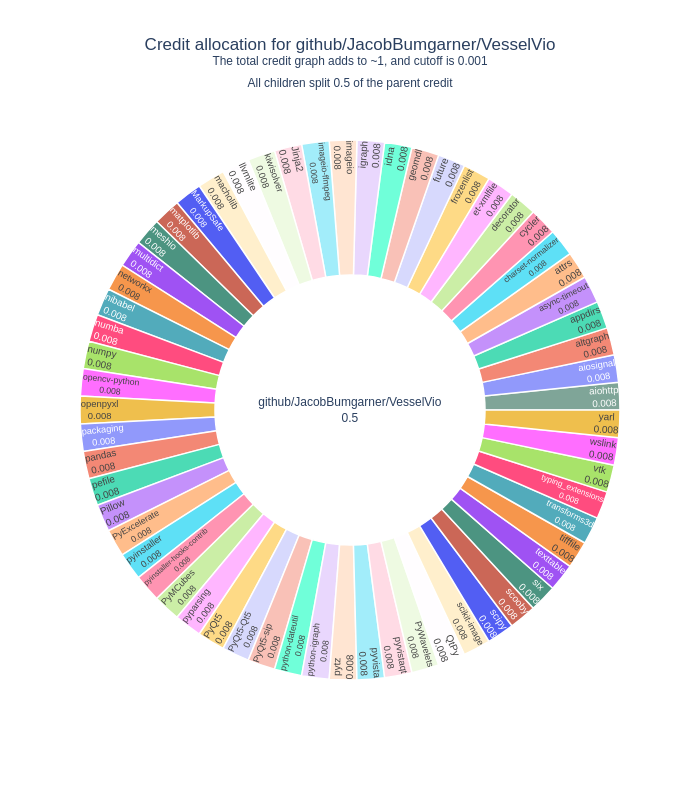 Credit allocation for github/JacobBumgarner/VesselVio
The total credit graph adds to ~1, and cutoff is 0.001
All children split 0.5 of the parent credit
github/JacobBumgarner/VesselVio
0.5
aiohttp
0.008
aiosignal
0.008
altgraph
0.008
appdirs
0.008
async-timeout
0.008
attrs
0.008
charset-normalizer
0.008
cycler
0.008
decorator
0.008
et-xmlfile
0.008
frozenlist
0.008
future
0.008
geomdl
0.008
idna
0.008
igraph
0.008
imageio
0.008
imageio-ffmpeg
0.008
Jinja2
0.008
kiwisolver
0.008
llvmlite
0.008
macholib
0.008
MarkupSafe
0.008
matplotlib
0.008
meshio
0.008
multidict
0.008
networkx
0.008
nibabel
0.008
numba
0.008
numpy
0.008
opencv-python
0.008
openpyxl
0.008
packaging
0.008
pandas
0.008
pefile
0.008
Pillow
0.008
PyExcelerate
0.008
pyinstaller
0.008
pyinstaller-hooks-contrib
0.008
PyMCubes
0.008
pyparsing
0.008
PyQt5
0.008
PyQt5-Qt5
0.008
PyQt5-sip
0.008
python-dateutil
0.008
python-igraph
0.008
pytz
0.008
pyvista
0.008
pyvistaqt
0.008
PyWavelets
0.008
QtPy
0.008
scikit-image
0.008
scipy
0.008
scooby
0.008
six
0.008
texttable
0.008
tifffile
0.008
transforms3d
0.008
typing_extensions
0.008
vtk
0.008
wslink
0.008
yarl
0.008